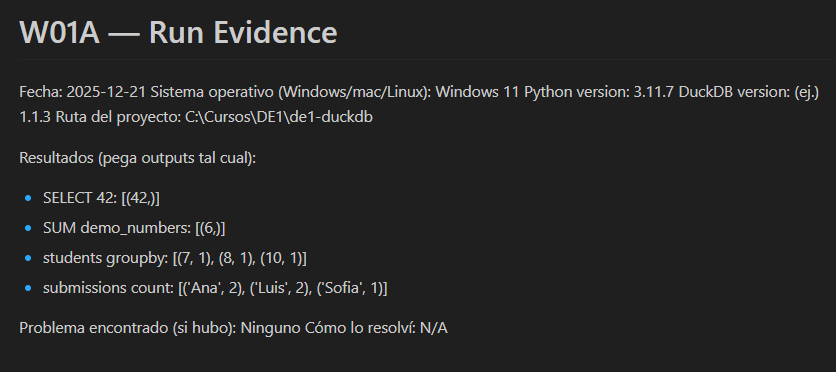 W01A — Run Evidence
Fecha: 2025-12-21 Sistema operativo (Windows/mac/Linux): Windows 11 Python version: 3.11.7 DuckDB version: (ej.)
1.1.3 Ruta del proyecto: C:\Cursos\DE1\de1-duckdb
Resultados (pega outputs tal cual):
• SELECT 42: [(42,)]
• SUM demo_numbers: [(6,)]
• students groupby: [(7, 1), (8, 1), (10, 1)]
• submissions count: [('Ana', 2), ('Luis', 2), ('Sofia', 1)]
Problema encontrado (si hubo): Ninguno Cómo lo resolví: N/A